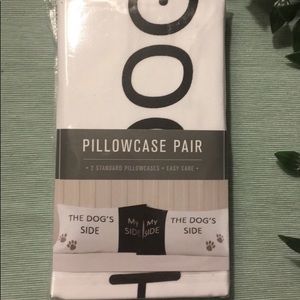 DOG
PILLOWCASE PAIR
• 2 STANDARD PILLOWCASES • EASY CARE •
THE DOG'S
SIDE
MY
SIDE
MY
SIDE
THE DOG'S
SIDE